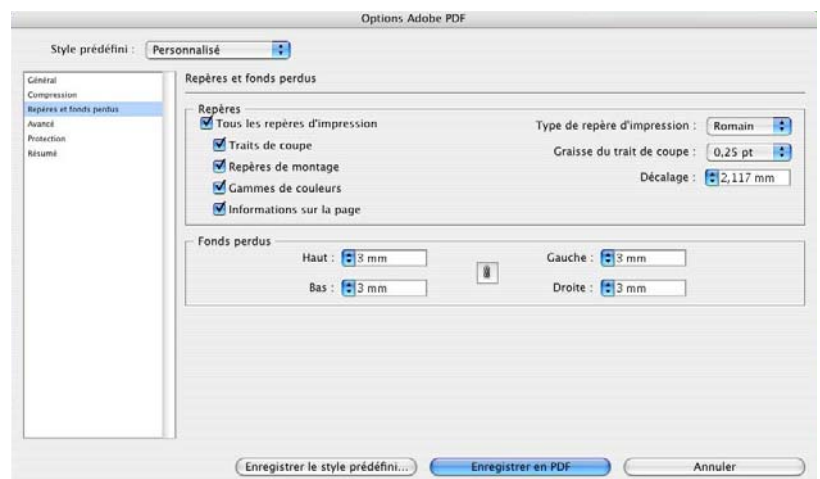 Options Adobe PDF
Style prédéfini : Personnalisé
Général
Compression
Repères et fonds perdus
Avancé
Protection
Résumé
Repères et fonds perdus
Repères
Tous les repères d'impression
Traits de coupe
Repères de montage
Gammes de couleurs
Informations sur la page
Type de repère d'impression : Romain
Graisse du trait de coupe : 0,25 pt
Décalage : 2,117 mm
Fonds perdus
Haut : 3 mm
Bas : 3 mm
Gauche : 3 mm
Droite : 3 mm
Enregistrer le style prédéfini... Enregistrer en PDF Annuler